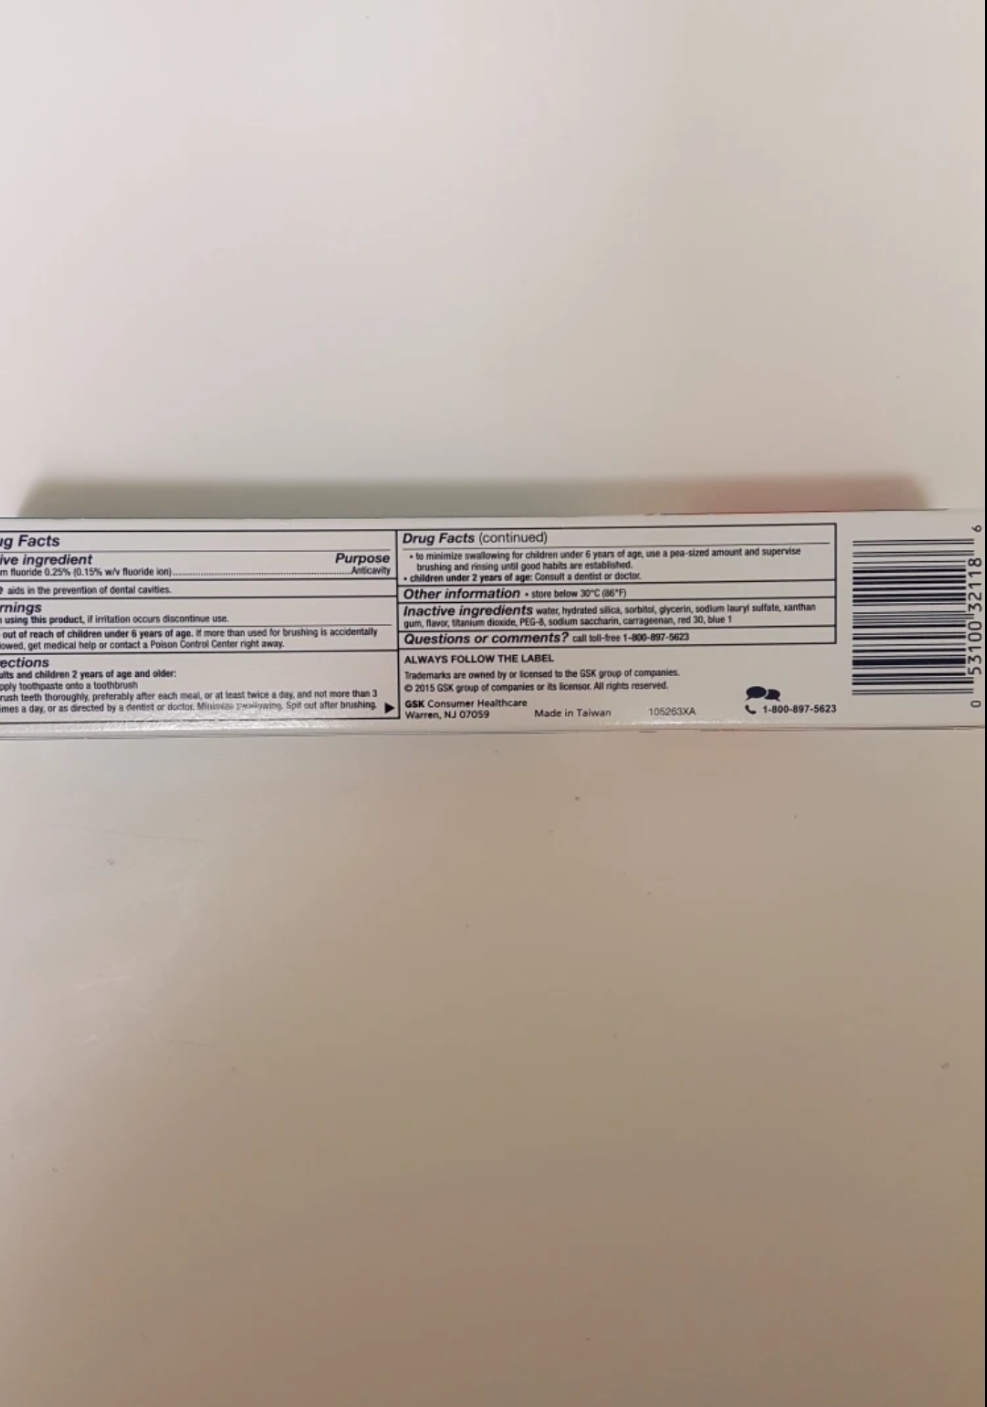 ug Facts
ive ingredient Purpose
m fluoride 0.25% (0.15% w/v fluoride ion) Anticavity
aids in the prevention of dental cavities.
rnings
using this product, if irritation occurs discontinue use.
out of reach of children under 6 years of age. If more than used for brushing is accidentally
owed, get medical help or contact a Poison Control Center right away.
ections
ults and children 2 years of age and older:
pply toothpaste onto a toothbrush
rush teeth thoroughly, preferably after each meal, or at least twice a day, and not more than 3
imes a day, or as directed by a dentist or doctor. Minimize swallowing. Spit out after brushing.
Drug Facts (continued)
• to minimize swallowing for children under 6 years of age, use a pea-sized amount and supervise
brushing and rinsing until good habits are established.
• children under 2 years of age: Consult a dentist or doctor.
Other information • store below 30°C (86°F)
Inactive ingredients water, hydrated silica, sorbitol, glycerin, sodium lauryl sulfate, xanthan
gum, flavor, titanium dioxide, PEG-8, sodium saccharin, carrageenan, red 30, blue 1
Questions or comments? call toll-free 1-800-897-5623
ALWAYS FOLLOW THE LABEL
Trademarks are owned by or licensed to the GSK group of companies.
© 2015 GSK group of companies or its licensor. All rights reserved.
GSK Consumer Healthcare
Warren, NJ 07059 Made in Taiwan 105263XA
1-800-897-5623
0 53100 32118 6